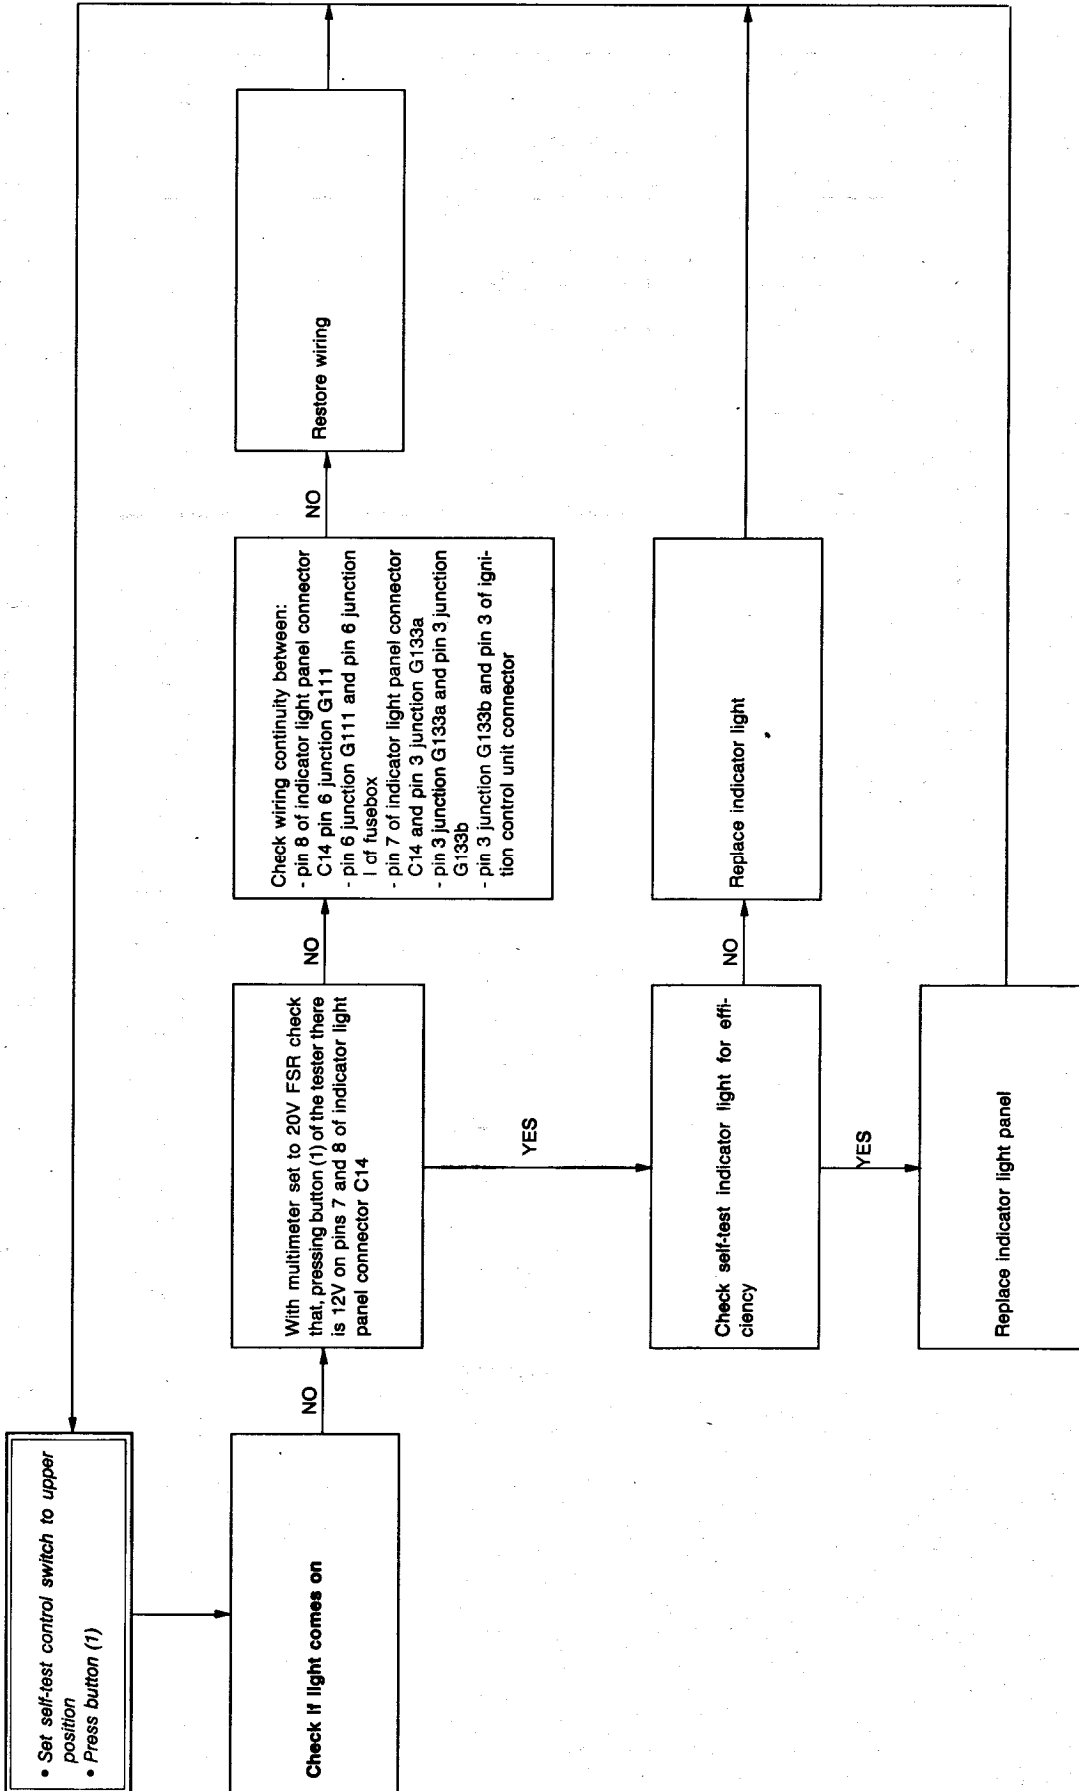 • Set self-test control switch to upper
position
• Press button (1)
Check if light comes on
NO
With multimeter set to 20V FSR check
that, pressing button (1) of the tester there
is 12V on pins 7 and 8 of indicator light
panel connector C14
NO
Check wiring continuity between:
- pin 8 of indicator light panel connector
C14 pin 6 junction G111
- pin 6 junction G111 and pin 6 junction
I of fusebox
- pin 7 of indicator light panel connector
C14 and pin 3 junction G133a
- pin 3 junction G133a and pin 3 junction
G133b
- pin 3 junction G133b and pin 3 of igni-
tion control unit connector
NO
Restore wiring
YES
Check self-test indicator light for effi-
ciency
NO
Replace indicator light
YES
Replace indicator light panel